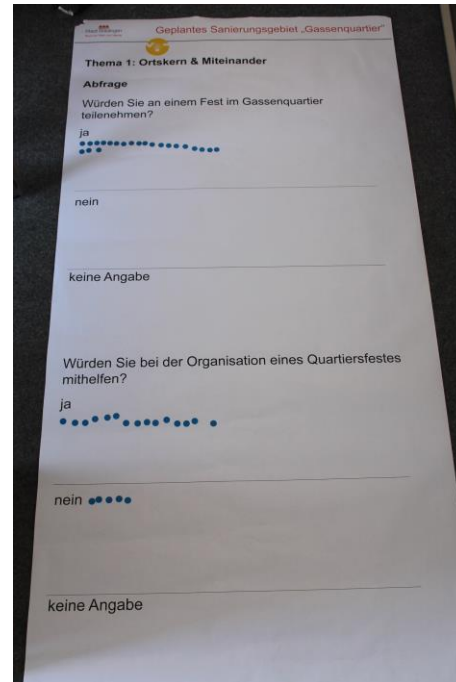 Geplantes Sanierungsgebiet „Gassenquartier"
Thema 1: Ortskern & Miteinander
Abfrage
Würden Sie an einem Fest im Gassenquartier
teilenehmen?
ja
nein
keine Angabe
Würden Sie bei der Organisation eines Quartiersfestes
mithelfen?
ja
nein
keine Angabe